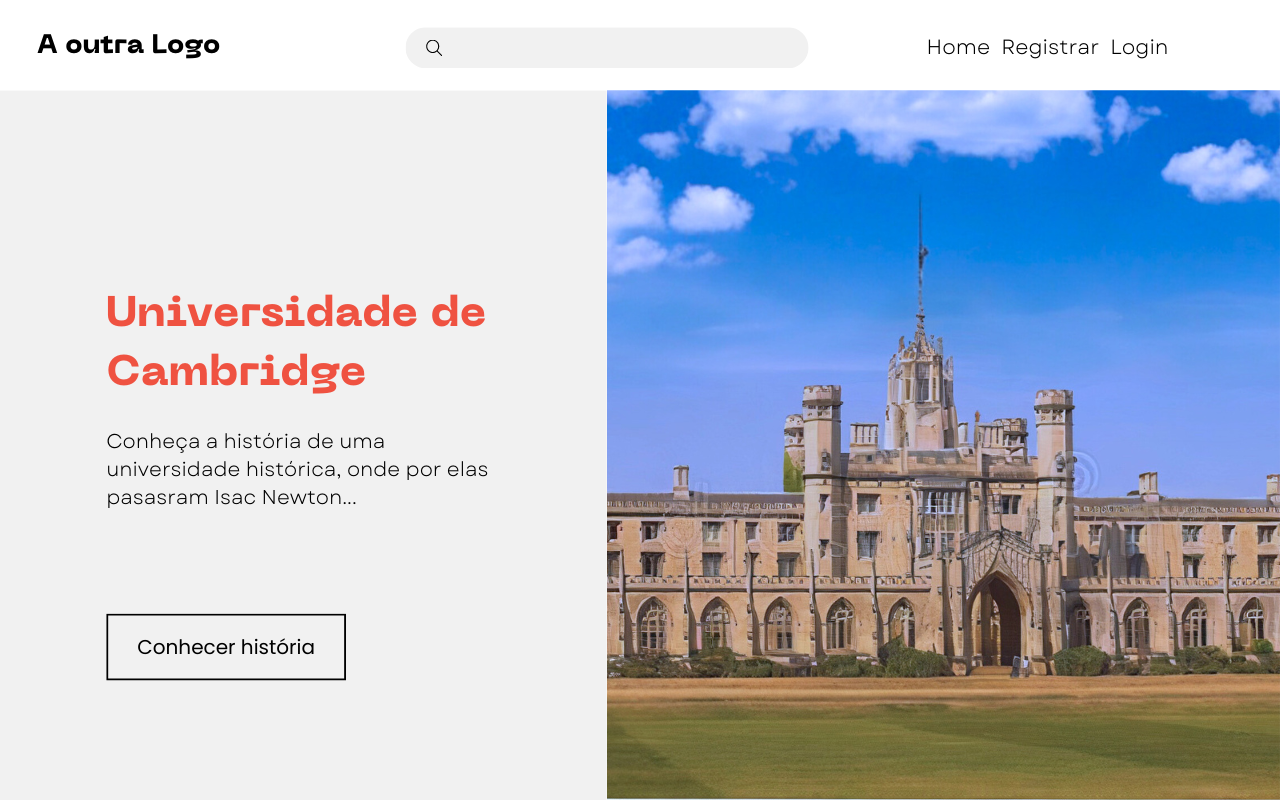 A outra Logo
Home Registrar Login
Universidade de
Cambridge
Conheça a história de uma
universidade histórica, onde por elas
pasasram Isac Newton...
Conhecer história